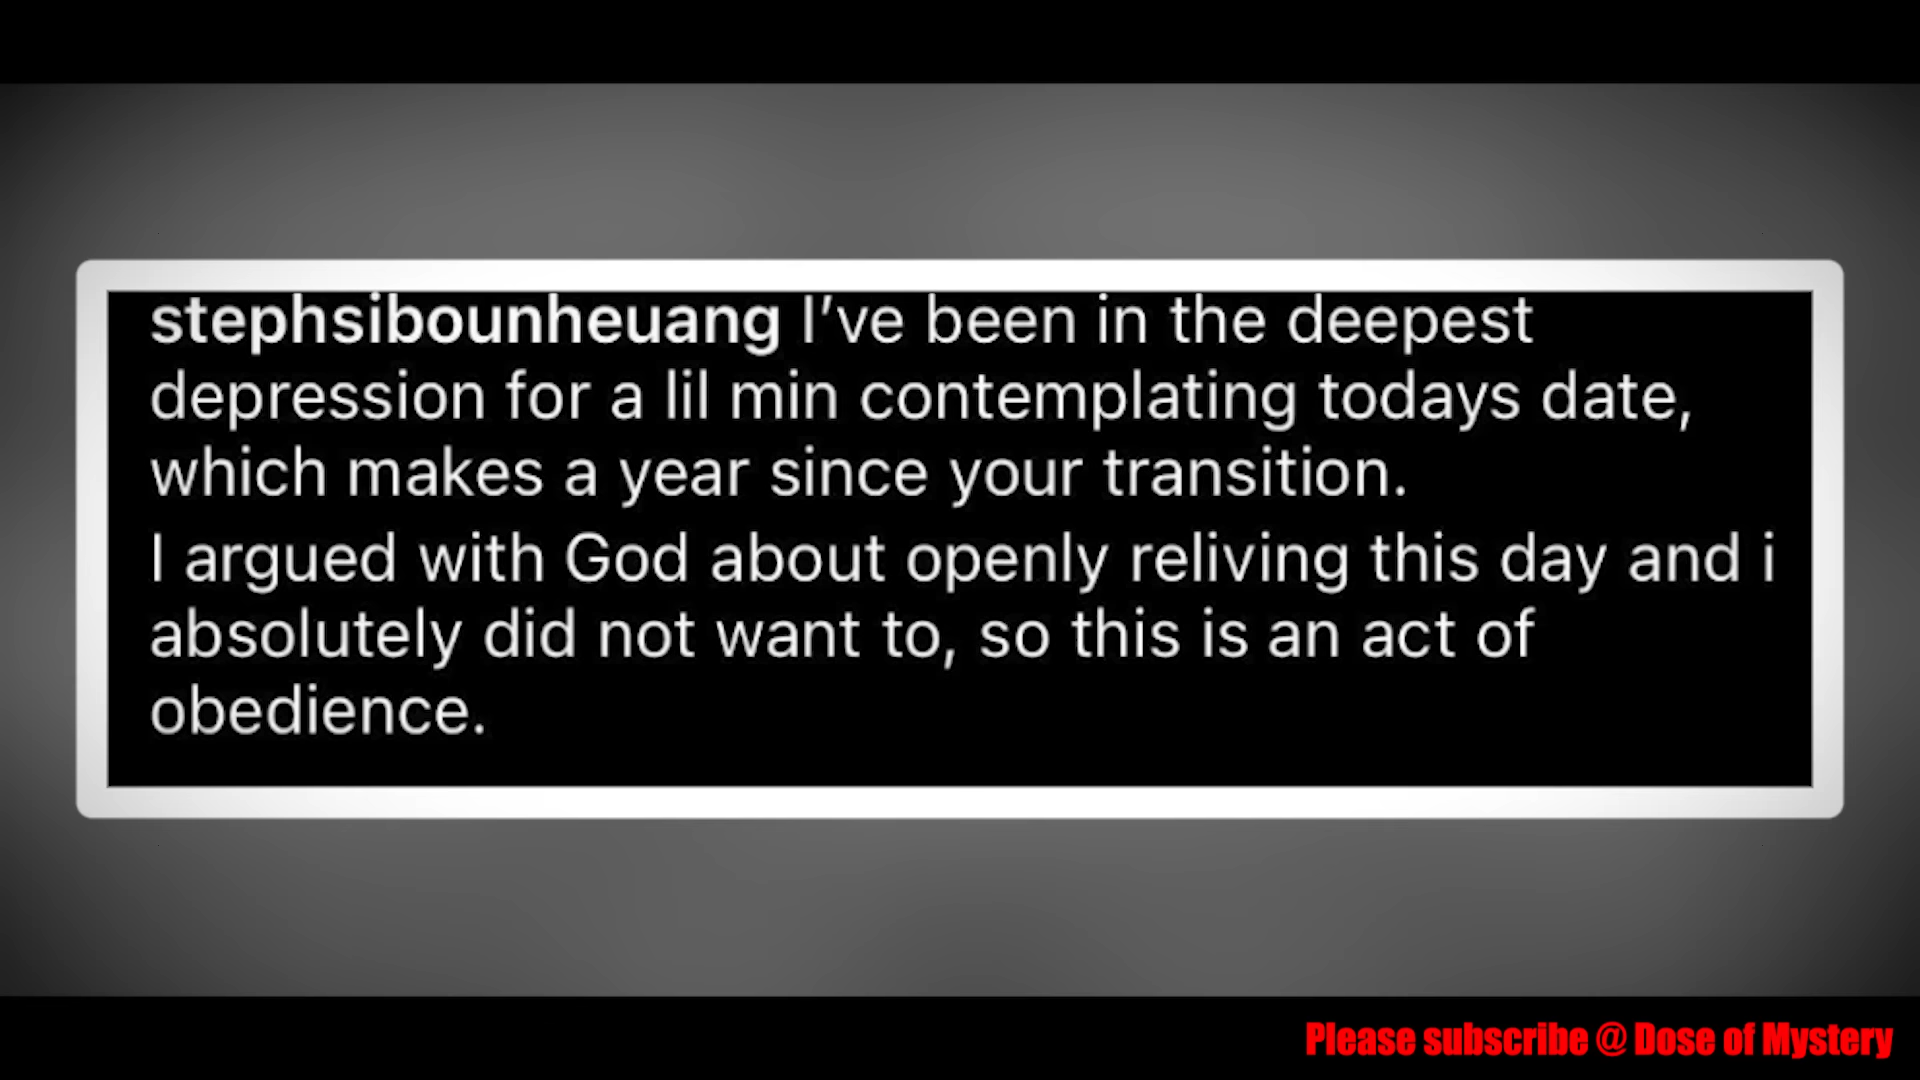 stephsibounheuang I’ve been in the deepest
depression for a lil min contemplating todays date,
which makes a year since your transition.
I argued with God about openly reliving this day and i
absolutely did not want to, so this is an act of
obedience.
Please subscribe @ Dose of Mystery